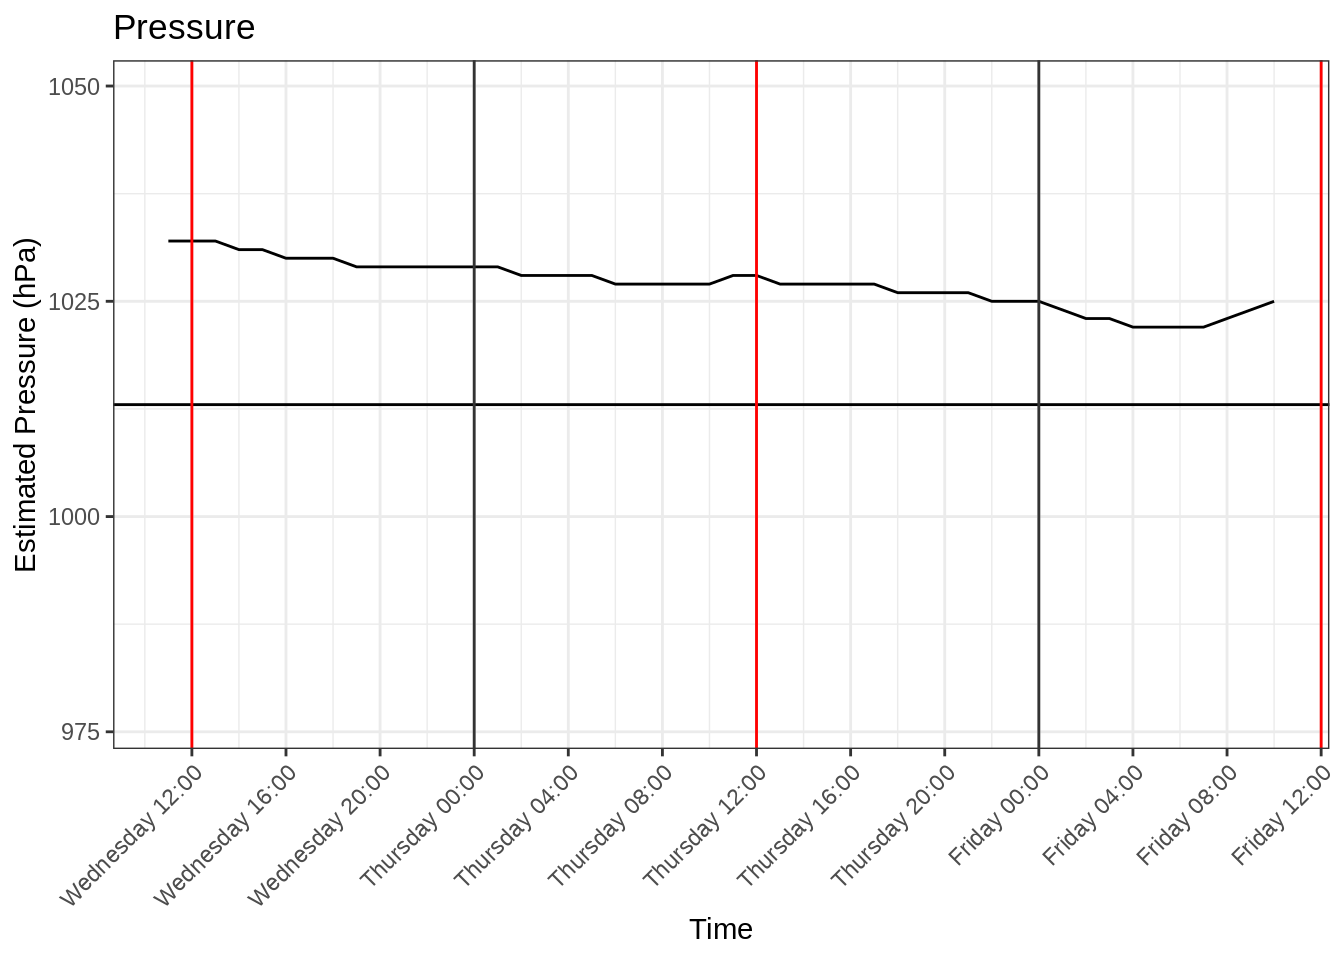 Pressure
Estimated Pressure (hPa)
1050
1025
1000
975
Wednesday 12:00
Wednesday 16:00
Wednesday 20:00
Thursday 00:00
Thursday 04:00
Thursday 08:00
Thursday 12:00
Thursday 16:00
Thursday 20:00
Friday 00:00
Friday 04:00
Friday 08:00
Friday 12:00
Time